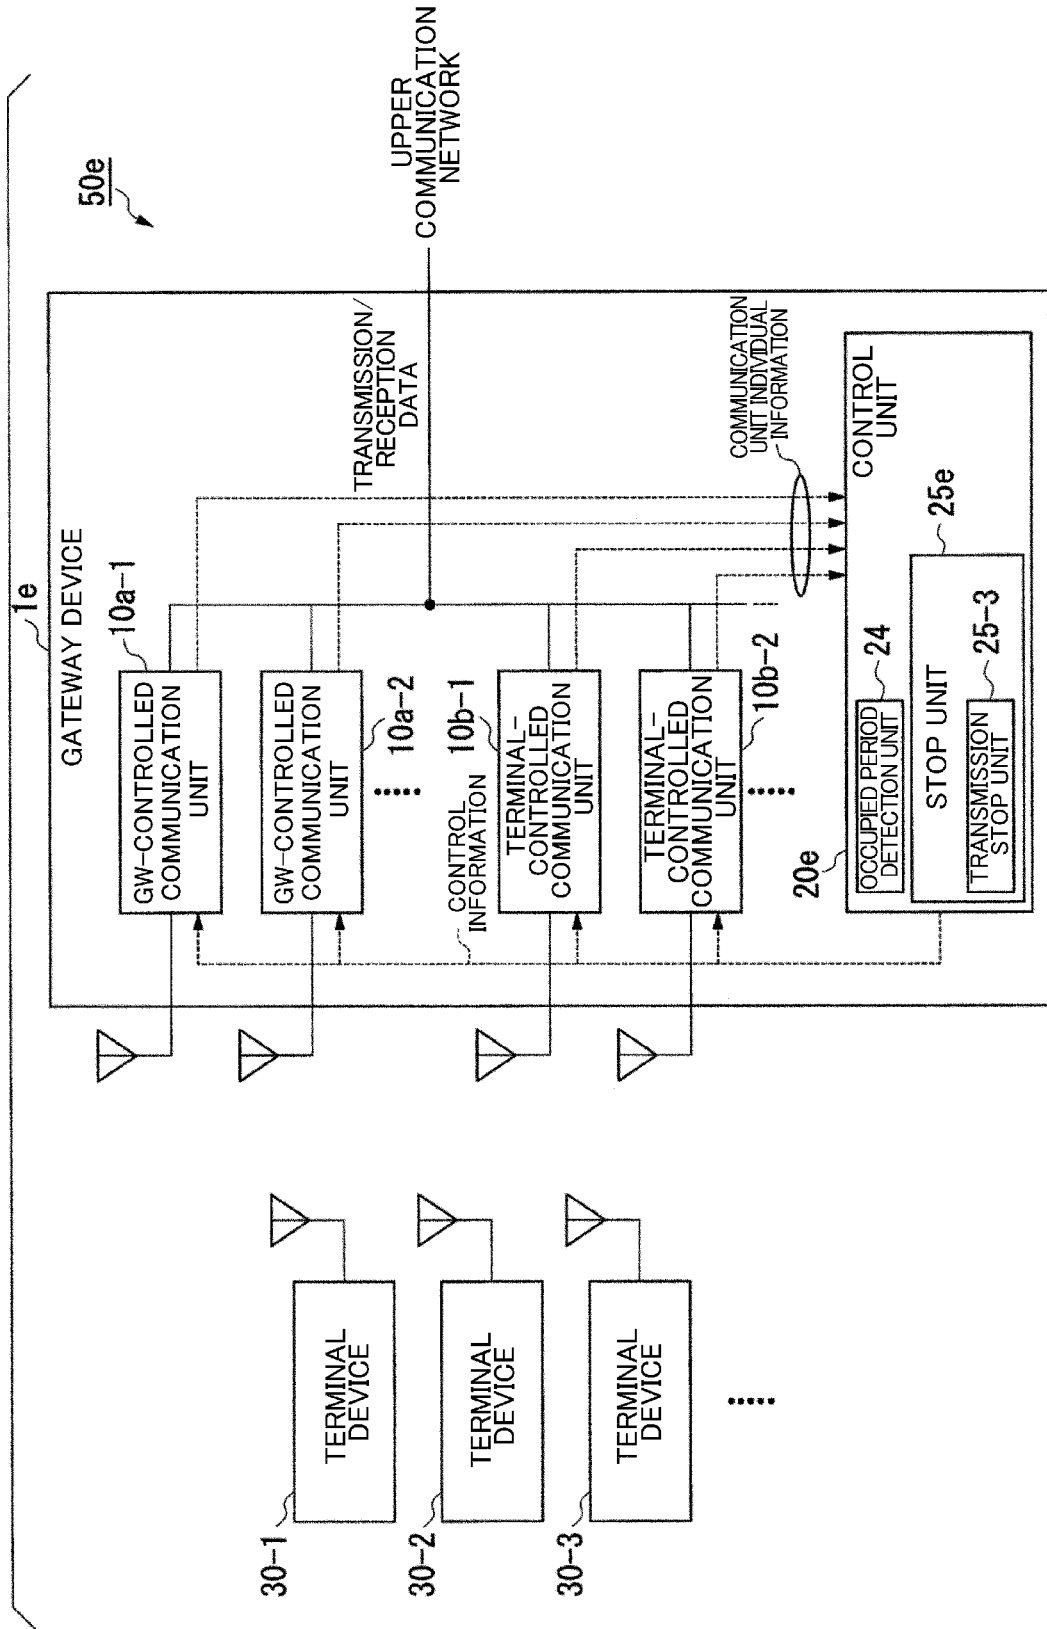 50e
1e
GATEWAY DEVICE
UPPER
COMMUNICATION
NETWORK
TRANSMISSION/
RECEPTION
DATA
10a-1
GW-CONTROLLED
COMMUNICATION
UNIT
GW-CONTROLLED
COMMUNICATION
UNIT
10a-2
CONTROL
INFORMATION
10b-1
TERMINAL-
CONTROLLED
COMMUNICATION
UNIT
TERMINAL-
CONTROLLED
COMMUNICATION
UNIT
10b-2
COMMUNICATION
UNIT INDIVIDUAL
INFORMATION
20e
CONTROL
UNIT
OCCUPIED PERIOD
DETECTION UNIT
24
STOP UNIT
25e
TRANSMISSION
STOP UNIT
25-3
TERMINAL
DEVICE
30-1
TERMINAL
DEVICE
30-2
TERMINAL
DEVICE
30-3